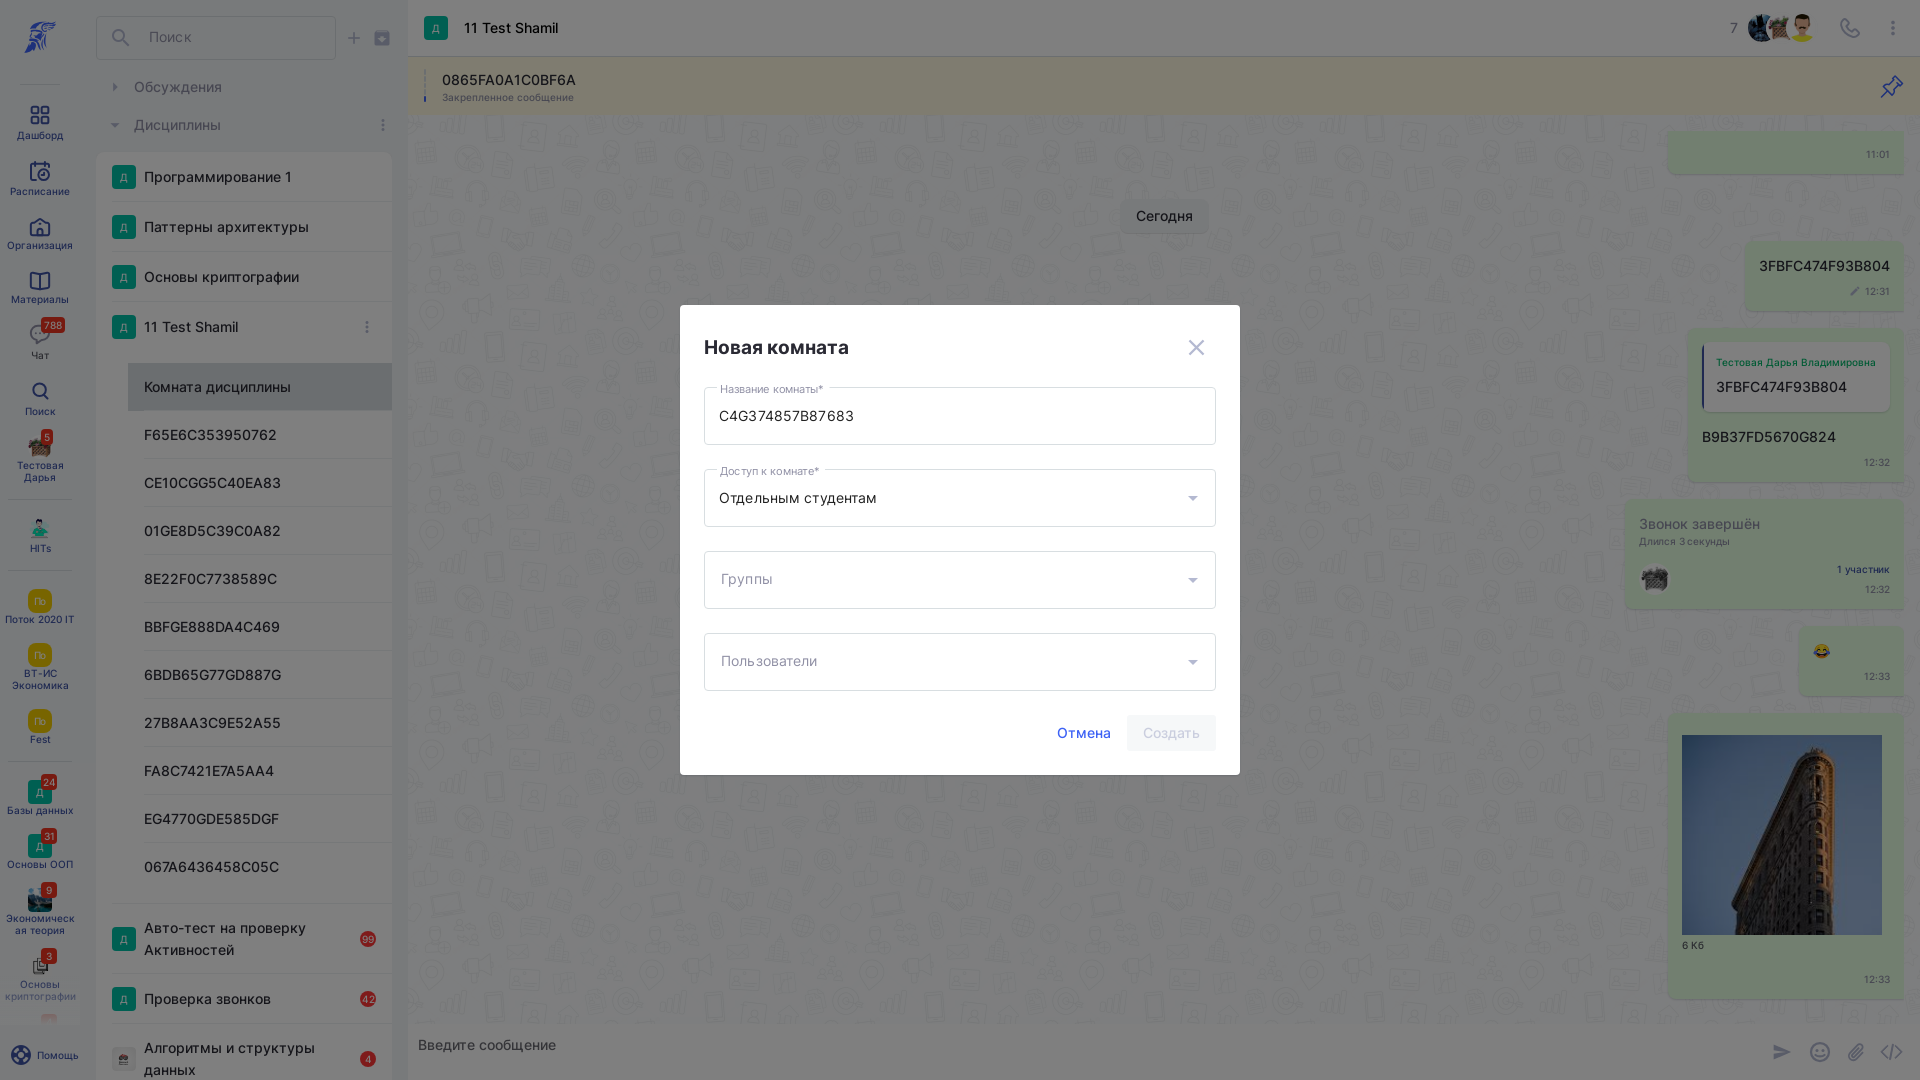 Дашборд
Расписание
Организация
Материалы
788
Чат
Поиск
5
Тестовая
Дарья
HITs
По
Поток 2020 IT
По
ВТ-ИС
Экономика
По
Fest
24
Д
Базы данных
31
Д
Основы ООП
9
Экономическ
ая теория
3
Основы
криптографии
Помощь
Поиск
Обсуждения
Дисциплины
Д
Программирование 1
Д
Паттерны архитектуры
Д
Основы криптографии
Д
11 Test Shamil
Комната дисциплины
F65E6C353950762
CE10CGG5C40EA83
01GE8D5C39C0A82
8E22F0C7738589C
BBFGE888DA4C469
6BDB65G77GD887G
27B8AA3C9E52A55
FA8C7421E7A5AA4
EG4770GDE585DGF
067A6436458C05C
Д
Авто-тест на проверку
Активностей
99
Д
Проверка звонков
42
Алгоритмы и структуры
данных
4
Д
11 Test Shamil
7
0865FA0A1C0BF6A
Закрепленное сообщение
11:01
Сегодня
3FBFC474F93B804
12:31
Тестовая Дарья Владимировна
3FBFC474F93B804
B9B37FD5670G824
12:32
Звонок завершён
Длился 3 секунды
1 участник
12:32
12:33
6 Кб
12:33
Введите сообщение
Новая комната
Название комнаты*
C4G374857B87683
Доступ к комнате*
Отдельным студентам
Группы
Пользователи
Отмена
Создать